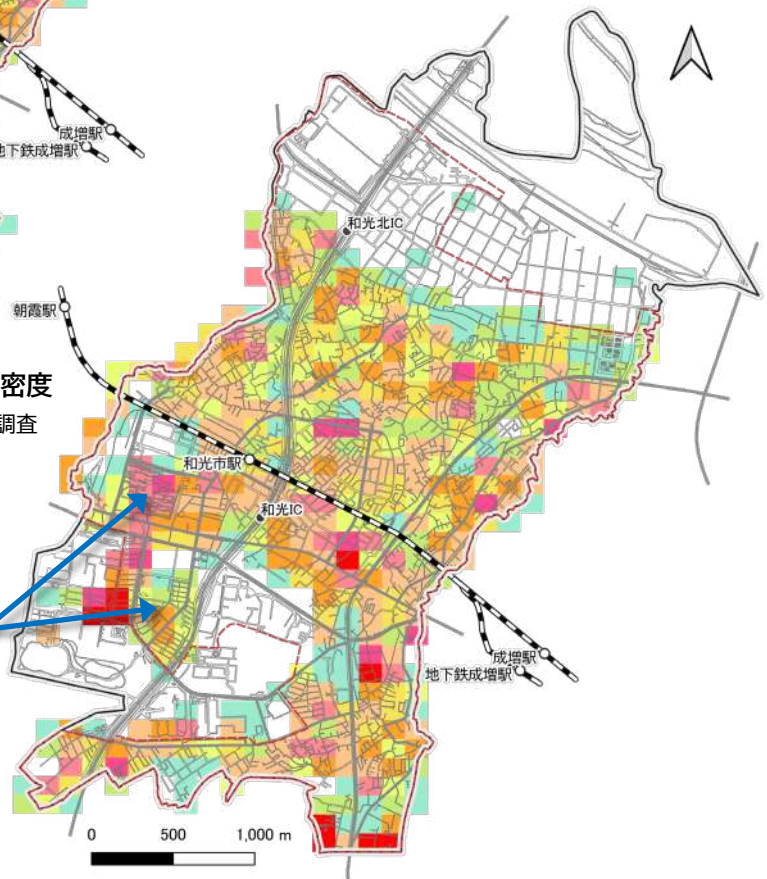 成増駅
地下鉄成増駅
和光北IC
朝霞駅
密度
調査
和光市駅
和光IC
成増駅
地下鉄成増駅
0 500 1,000 m